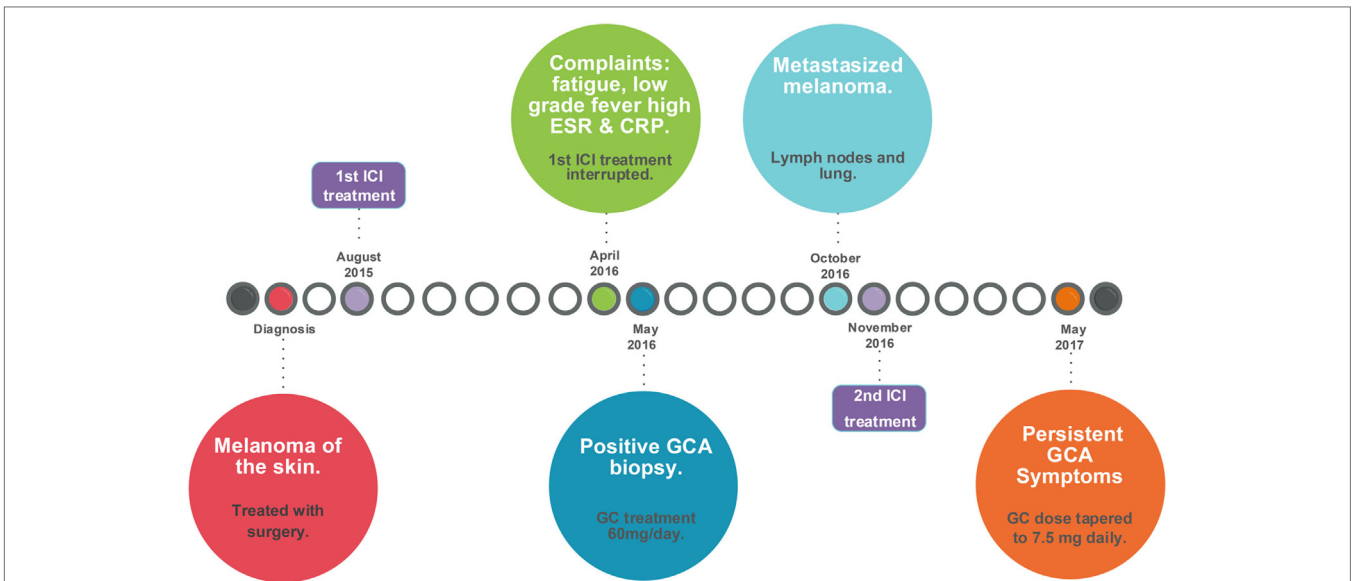 Complaints:
fatigue, low
grade fever high
ESR & CRP.
1st ICI treatment
interrupted.
Metastasized
melanoma.
Lymph nodes and
lung.
1st ICI
treatment
August
2015
April
2016
October
2016
Diagnosis
May
2016
November
2016
May
2017
2nd ICI
treatment
Melanoma of
the skin.
Treated with
surgery.
Positive GCA
biopsy.
GC treatment
60mg/day.
Persistent
GCA
Symptoms
GC dose tapered
to 7.5 mg daily.